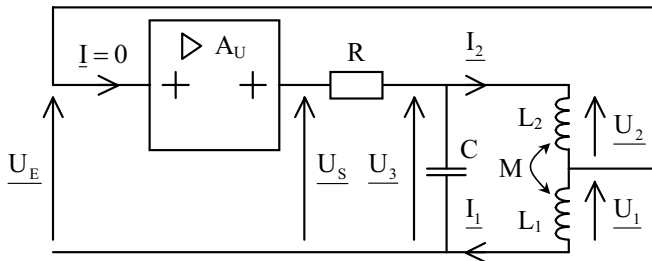 I = 0
▷ A_U
+ +
R
I_2
L_2
U_2
U_E
U_S
U_3
C
M
I_1
L_1
U_1